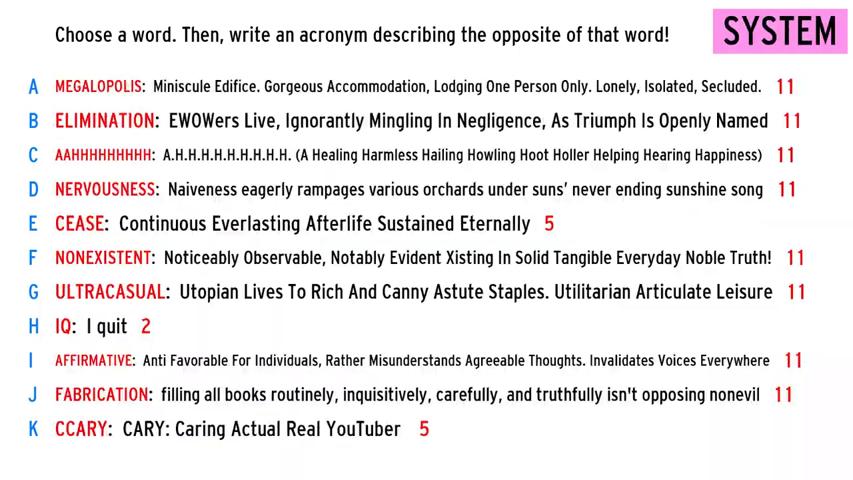 Choose a word. Then, write an acronym describing the opposite of that word!
SYSTEM
A MEGALOPOLIS: Miniscule Edifice. Gorgeous Accommodation, Lodging One Person Only. Lonely, Isolated, Secluded. 11
B ELIMINATION: EWOWers Live, Ignorantly Mingling In Negligence, As Triumph Is Openly Named 11
C AAHHHHHHHHH: A.H.H.H.H.H.H.H.H.H. (A Healing Harmless Hailing Howling Hoot Holler Helping Hearing Happiness) 11
D NERVOUSNESS: Naiveness eagerly rampages various orchards under suns' never ending sunshine song 11
E CEASE: Continuous Everlasting Afterlife Sustained Eternally 5
F NONEXISTENT: Noticeably Observable, Notably Evident Xisting In Solid Tangible Everyday Noble Truth! 11
G ULTRACASUAL: Utopian Lives To Rich And Canny Astute Staples. Utilitarian Articulate Leisure 11
H IQ: I quit 2
I AFFIRMATIVE: Anti Favorable For Individuals, Rather Misunderstands Agreeable Thoughts. Invalidates Voices Everywhere 11
J FABRICATION: filling all books routinely, inquisitively, carefully, and truthfully isn't opposing nonevil 11
K CCARY: CARY: Caring Actual Real YouTuber 5